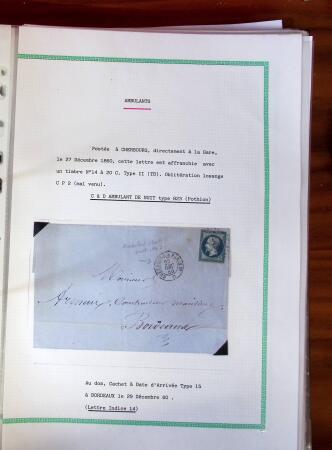 AMBULANTS
Postée à CHERBOURG, directement à la Gare,
le 27 Décembre 1860, cette lettre est affranchie avec
un timbre N°14 à 20 C. Type II (TB). Oblitération losange
C P 2 (mal venu).
C à D AMBULANT DE NUIT type 823 (Pothion)
Monsieur
Bordeaux
Au dos, Cachet à Date d'Arrivée Type 15
à BORDEAUX le 29 Décembre 60 .
(Lettre Indice 14)